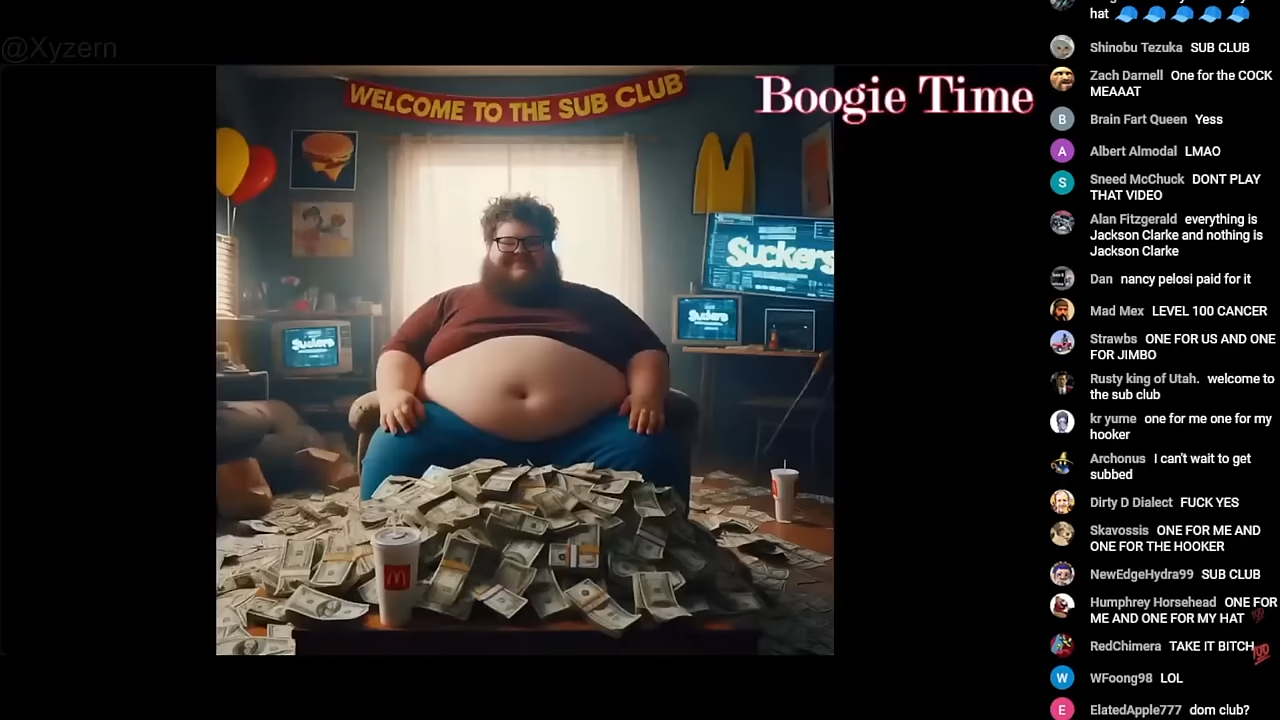 hat
@Xyzern
WELCOME TO THE SUB CLUB
Boogie Time
Suckers
Suckers
Suckers
Shinobu Tezuka SUB CLUB
Zach Darnell One for the COCK
MEAAAT
B
Brain Fart Queen Yess
A
Albert Almodal LMAO
S
Sneed McChuck DONT PLAY
THAT VIDEO
Alan Fitzgerald everything is
Jackson Clarke and nothing is
Jackson Clarke
Dan nancy pelosi paid for it
Mad Mex LEVEL 100 CANCER
Strawbs ONE FOR US AND ONE
FOR JIMBO
Rusty king of Utah. welcome to
the sub club
kr yume one for me one for my
hooker
Archonus I can't wait to get
subbed
Dirty D Dialect FUCK YES
Skavossis ONE FOR ME AND
ONE FOR THE HOOKER
NewEdgeHydra99 SUB CLUB
Humphrey Horsehead ONE FOR
ME AND ONE FOR MY HAT
RedChimera TAKE IT BITCH
W
WFoong98 LOL
E
ElatedApple777 dom club?